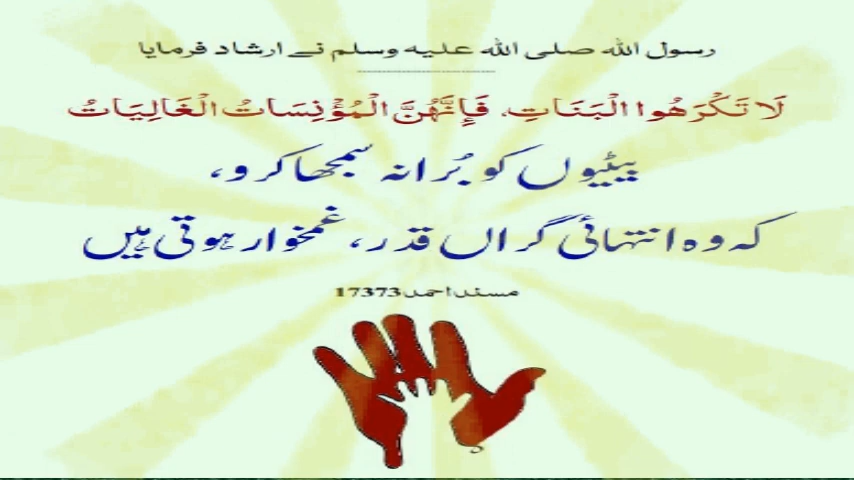 رسول اللہ صلی اللہ علیہ وسلم نے ارشاد فرمایا
لَا تَكْرَهُوا الْبَنَاتِ، فَإِنَّهُنَّ الْمُؤْنِسَاتُ الْغَالِيَاتُ
بیٹیوں کو بُرا نہ سمجھا کرو،
کہ وہ انتہائی گراں قدر، غمخوار ہوتی ہیں
مسند احمد 17373